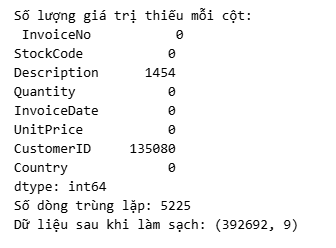 Số lượng giá trị thiếu mỗi cột:
InvoiceNo 0
StockCode 0
Description 1454
Quantity 0
InvoiceDate 0
UnitPrice 0
CustomerID 135080
Country 0
dtype: int64
Số dòng trùng lặp: 5225
Dữ liệu sau khi làm sạch: (392692, 9)